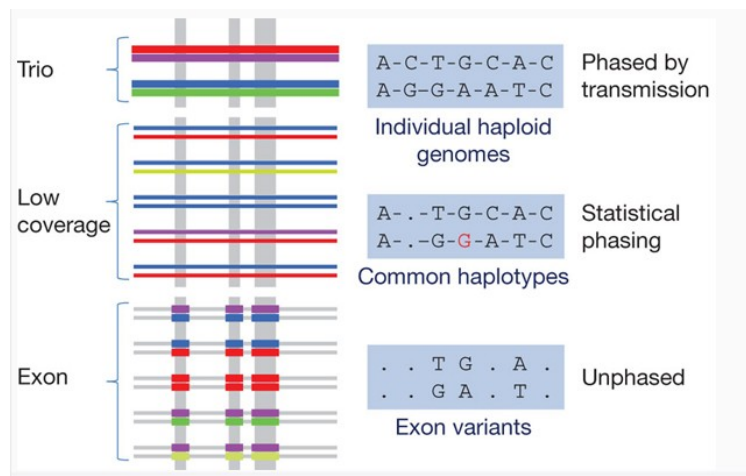 Trio
A-C-T-G-C-A-C
A-G-G-A-A-T-C
Individual haploid
genomes
Phased by
transmission
Low
coverage
A-.-T-G-C-A-C
A-.-G-G-A-T-C
Common haplotypes
Statistical
phasing
Exon
. . T G . A .
. . G A . T .
Exon variants
Unphased